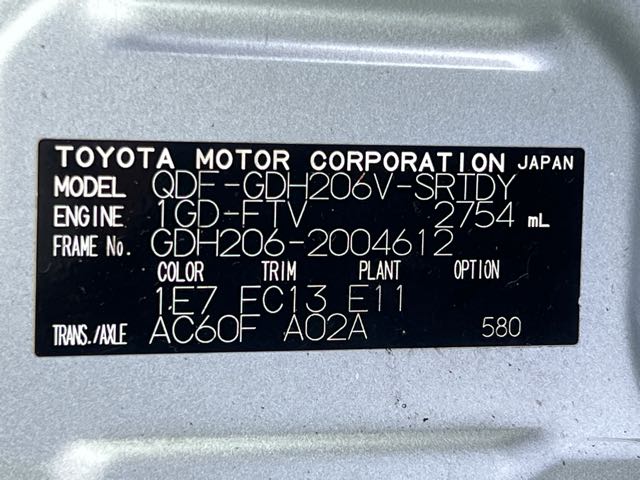 TOYOTA MOTOR CORPORATION JAPAN
MODEL QDF-GDH206V-SRTDY
ENGINE 1GD-FTV 2754 mL
FRAME No. GDH206-2004612
COLOR TRIM PLANT OPTION
1E7 FC13 E11
TRANS./AXLE AC60F A02A 580